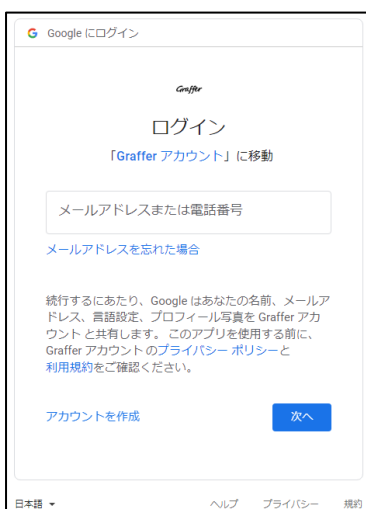 Google にログイン
Graffer
ログイン
「Graffer アカウント」に移動
メールアドレスまたは電話番号
メールアドレスを忘れた場合
続行するにあたり、Google はあなたの名前、メールア
ドレス、言語設定、プロフィール写真を Graffer アカ
ウント と共有します。このアプリを使用する前に、
Graffer アカウント のプライバシー ポリシーと
利用規約をご確認ください。
アカウントを作成
次へ
日本語
ヘルプ プライバシー 規約